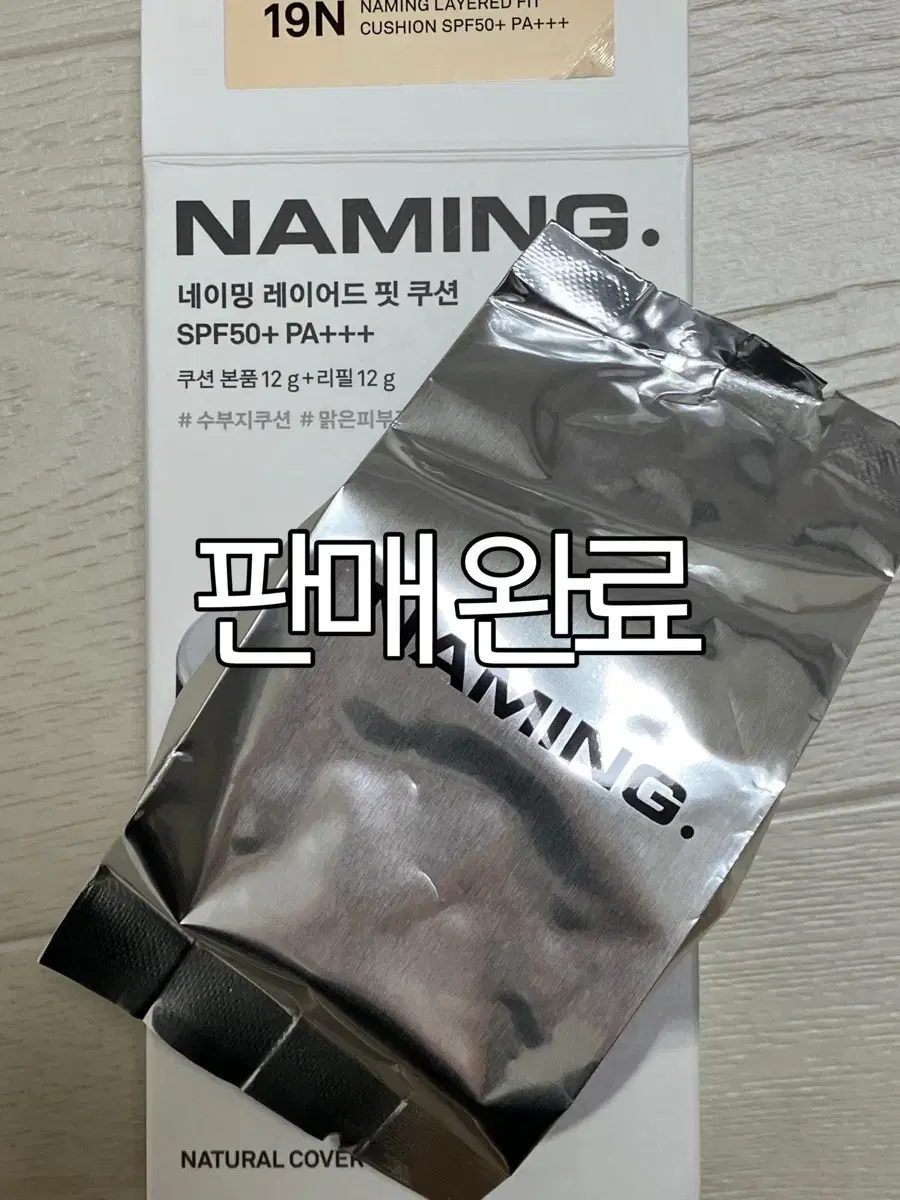 19N
NAMING LAYERED FIT
CUSHION SPF50+ PA+++
NAMING.
네이밍 레이어드 핏 쿠션
SPF50+ PA+++
쿠션 본품 12 g+리필 12 g
# 수부지쿠션 # 맑은피부
판매완료
NAMING.
NATURAL COVER